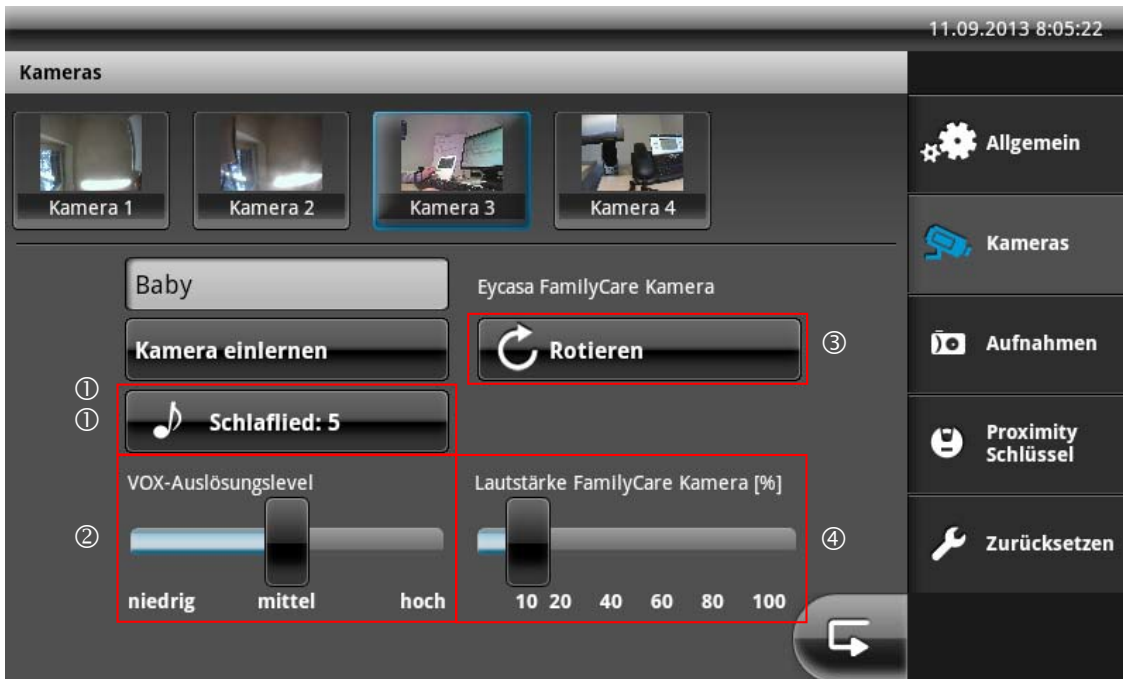 11.09.2013 8:05:22
Kameras
Kamera 1
Kamera 2
Kamera 3
Kamera 4
Baby
Eycasa FamilyCare Kamera
Kamera einlernen
Rotieren
③
①
①
Schlaflied: 5
VOX-Auslösungslevel
②
niedrig mittel hoch
Lautstärke FamilyCare Kamera [%]
④
10 20 40 60 80 100
Allgemein
Kameras
Aufnahmen
Proximity
Schlüssel
Zurücksetzen